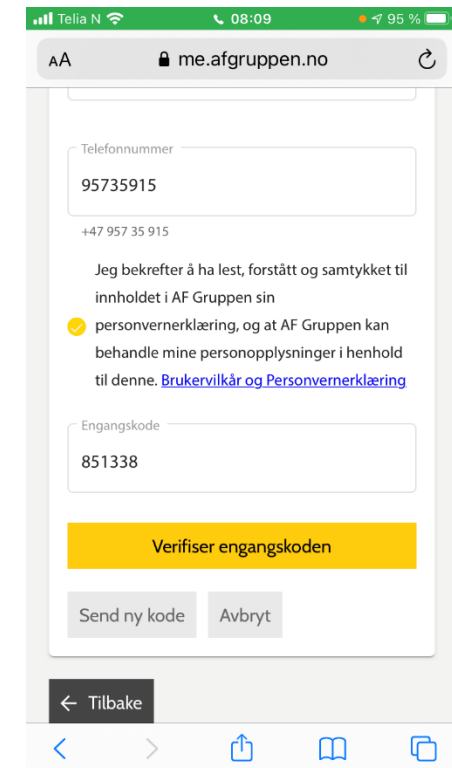 Telia N 08:09 95 %
AA me.afgruppen.no
Telefonnummer
95735915
+47 957 35 915
Jeg bekrefter å ha lest, forstått og samtykket til
innholdet i AF Gruppen sin
personvernerklæring, og at AF Gruppen kan
behandle mine personopplysninger i henhold
til denne. Brukervilkår og Personvernerklæring
Engangskode
851338
Verifiser engangskoden
Send ny kode Avbryt
← Tilbake